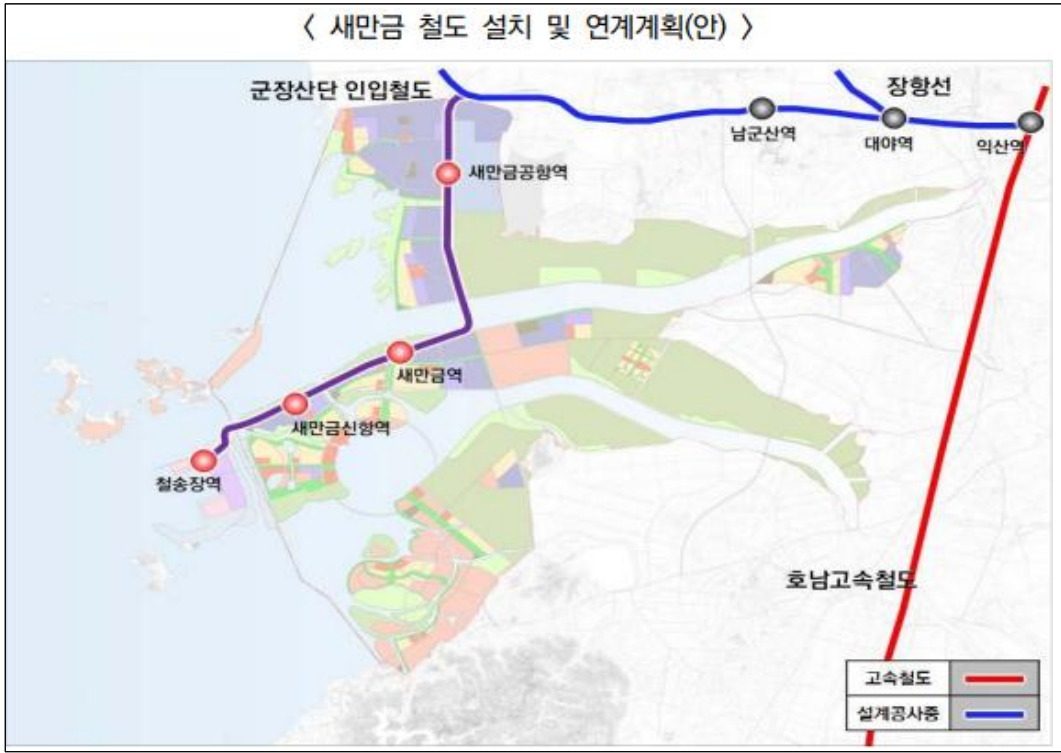 < 새만금 철도 설치 및 연계계획(안) >
군장산단 인입철도
장항선
남군산역
대야역
익산역
새만금공항역
새만금역
새만금신항역
철송장역
호남고속철도
고속철도
설계공사중